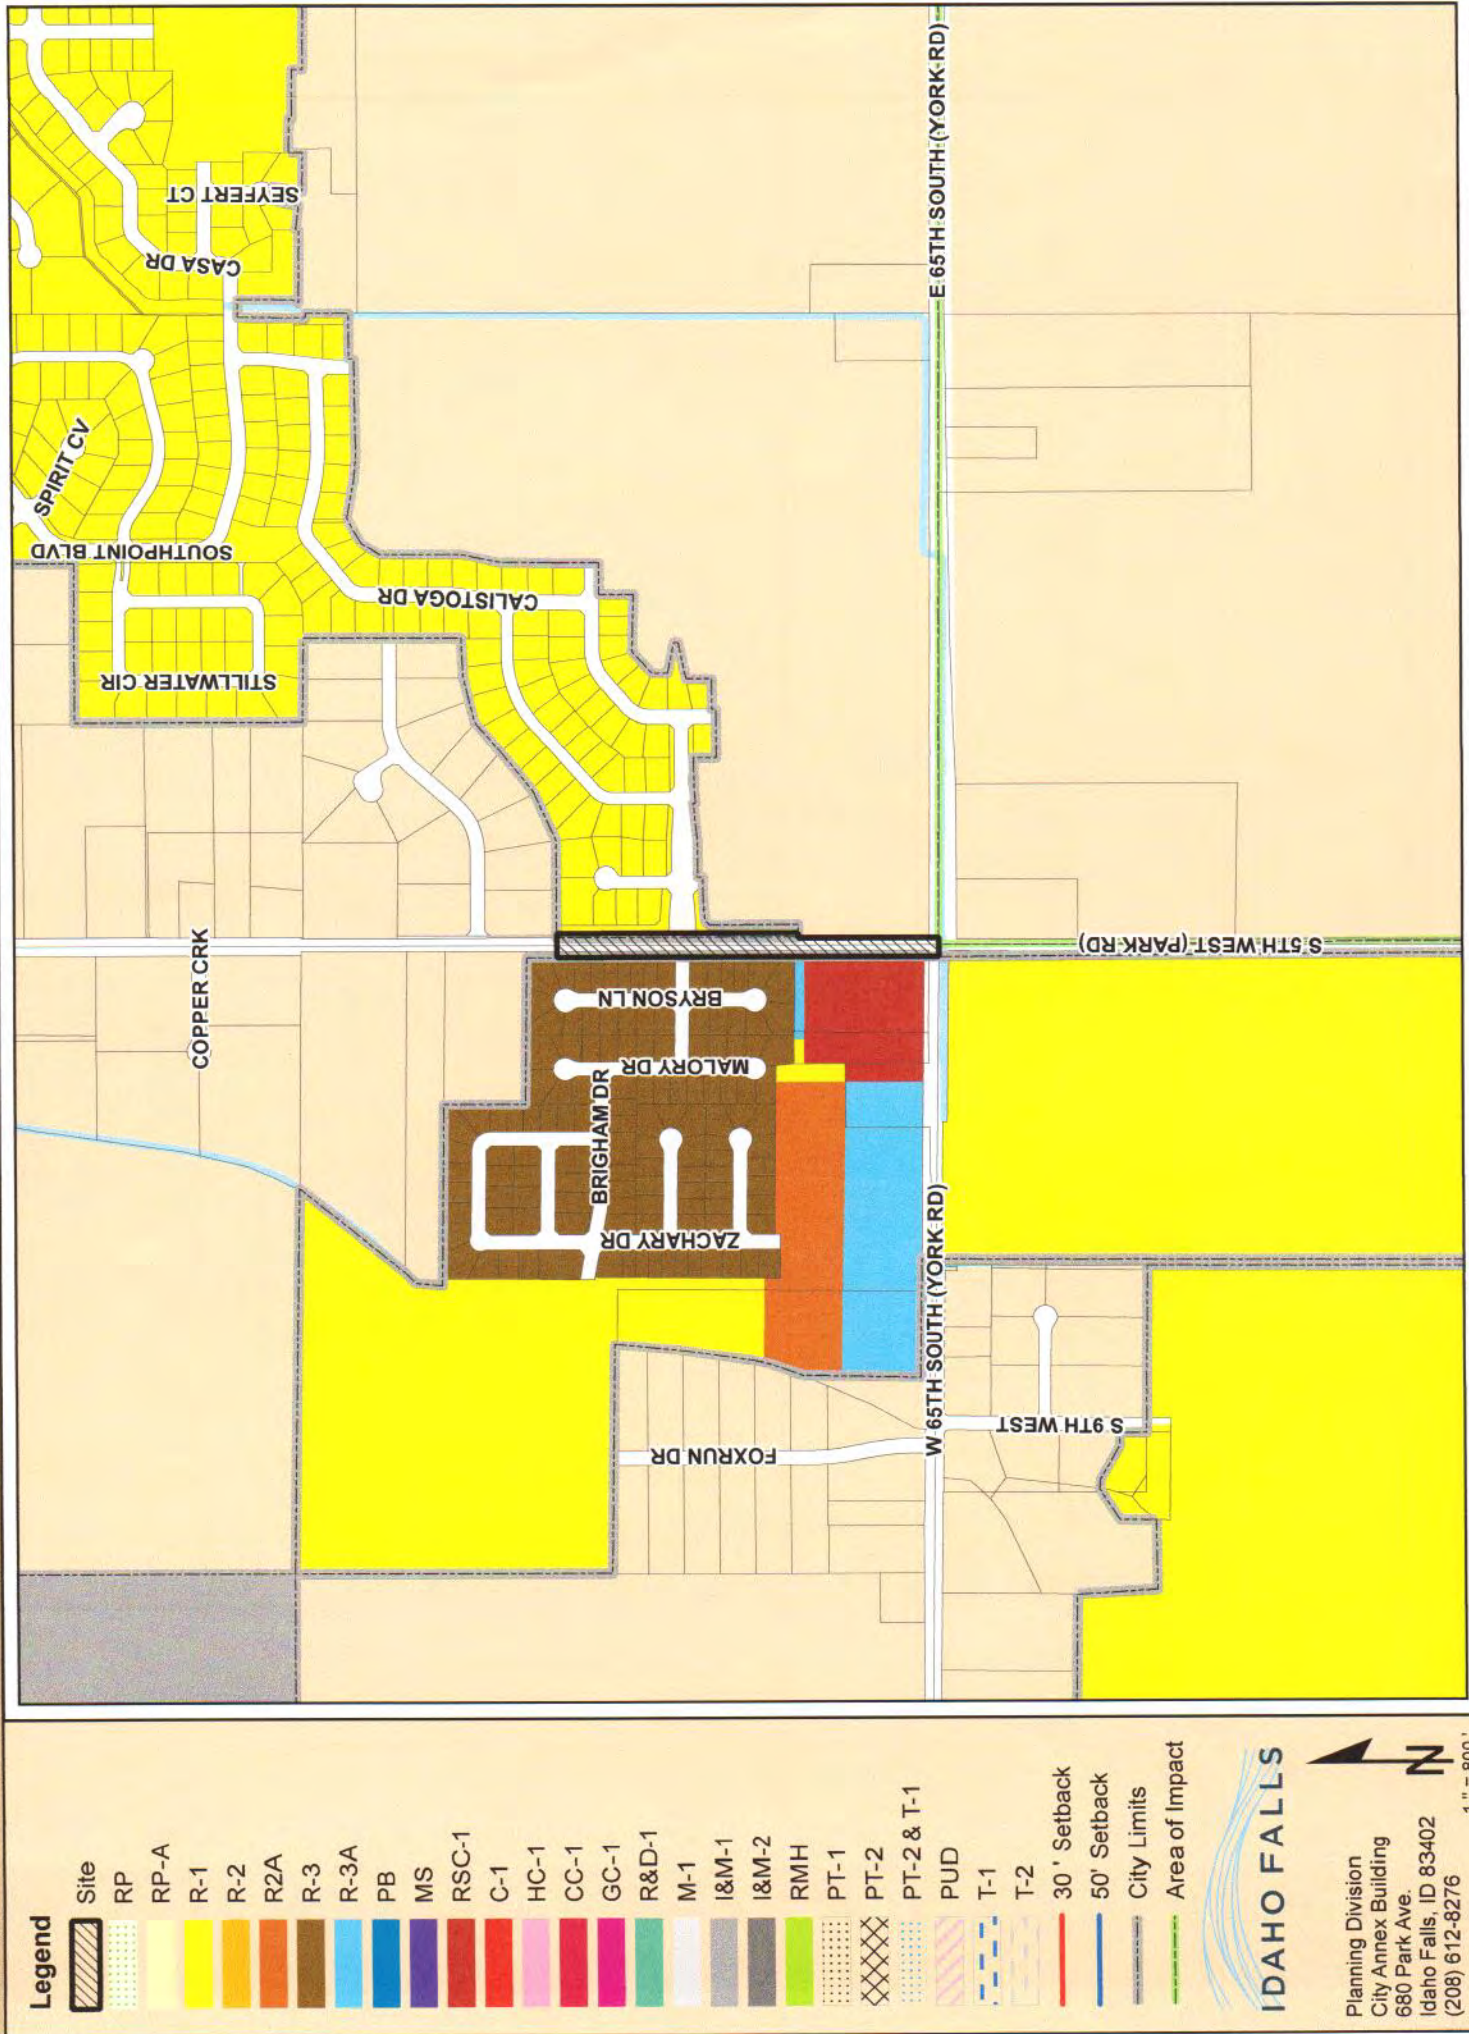 SEYFERT CT
CASA DR
SPIRIT CV
SOUTHPOINT BLVD
STILLWATER CIR
CALISTOGA DR
E 65TH SOUTH (YORK RD)
COPPER CRK
S 5TH WEST (PARK RD)
BRYSON LN
MALORY DR
BRIGHAM DR
ZACHARY DR
W 65TH SOUTH (YORK RD)
FOXRUN DR
S 9TH WEST
Legend
Site
RP
RP-A
R-1
R-2
R2A
R-3
R-3A
PB
MS
RSC-1
C-1
HC-1
CC-1
GC-1
R&D-1
M-1
I&M-1
I&M-2
RMH
PT-1
PT-2
PT-2 & T-1
PUD
T-1
T-2
30 ' Setback
50' Setback
City Limits
Area of Impact
IDAHO FALLS
Planning Division
City Annex Building
680 Park Ave.
Idaho Falls, ID 83402
(208) 612-8276
N
1 " = 800 '